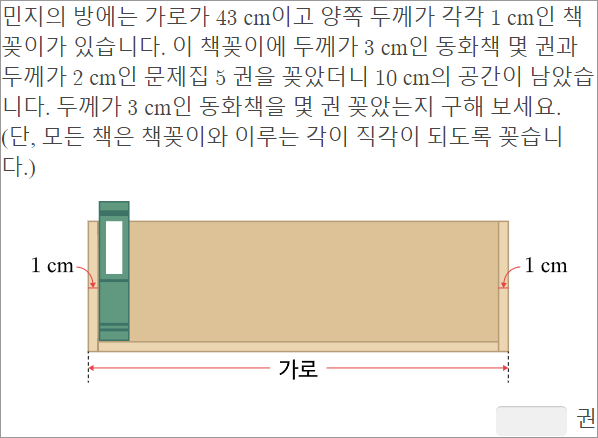 민지의 방에는 가로가 43 cm이고 양쪽 두께가 각각 1 cm인 책
꽂이가 있습니다. 이 책꽂이에 두께가 3 cm인 동화책 몇 권과
두께가 2 cm인 문제집 5 권을 꽂았더니 10 cm의 공간이 남았습
니다. 두께가 3 cm인 동화책을 몇 권 꽂았는지 구해 보세요.
(단, 모든 책은 책꽂이와 이루는 각이 직각이 되도록 꽂습니
다.)
1 cm
1 cm
가로
권